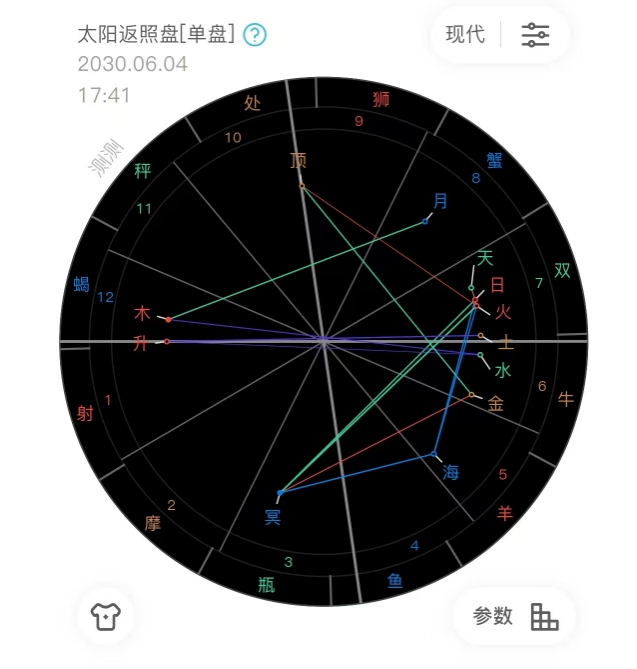 太阳返照盘[单盘] ?
现代
2030.06.04
17:41
测测
处
狮
9
10
顶
蟹
8
秤
月
11
天
双
7
蝎
12
日
木
火
升
土
水
6
射
1
金
牛
海
5
羊
摩
2
冥
3
4
瓶
鱼
参数